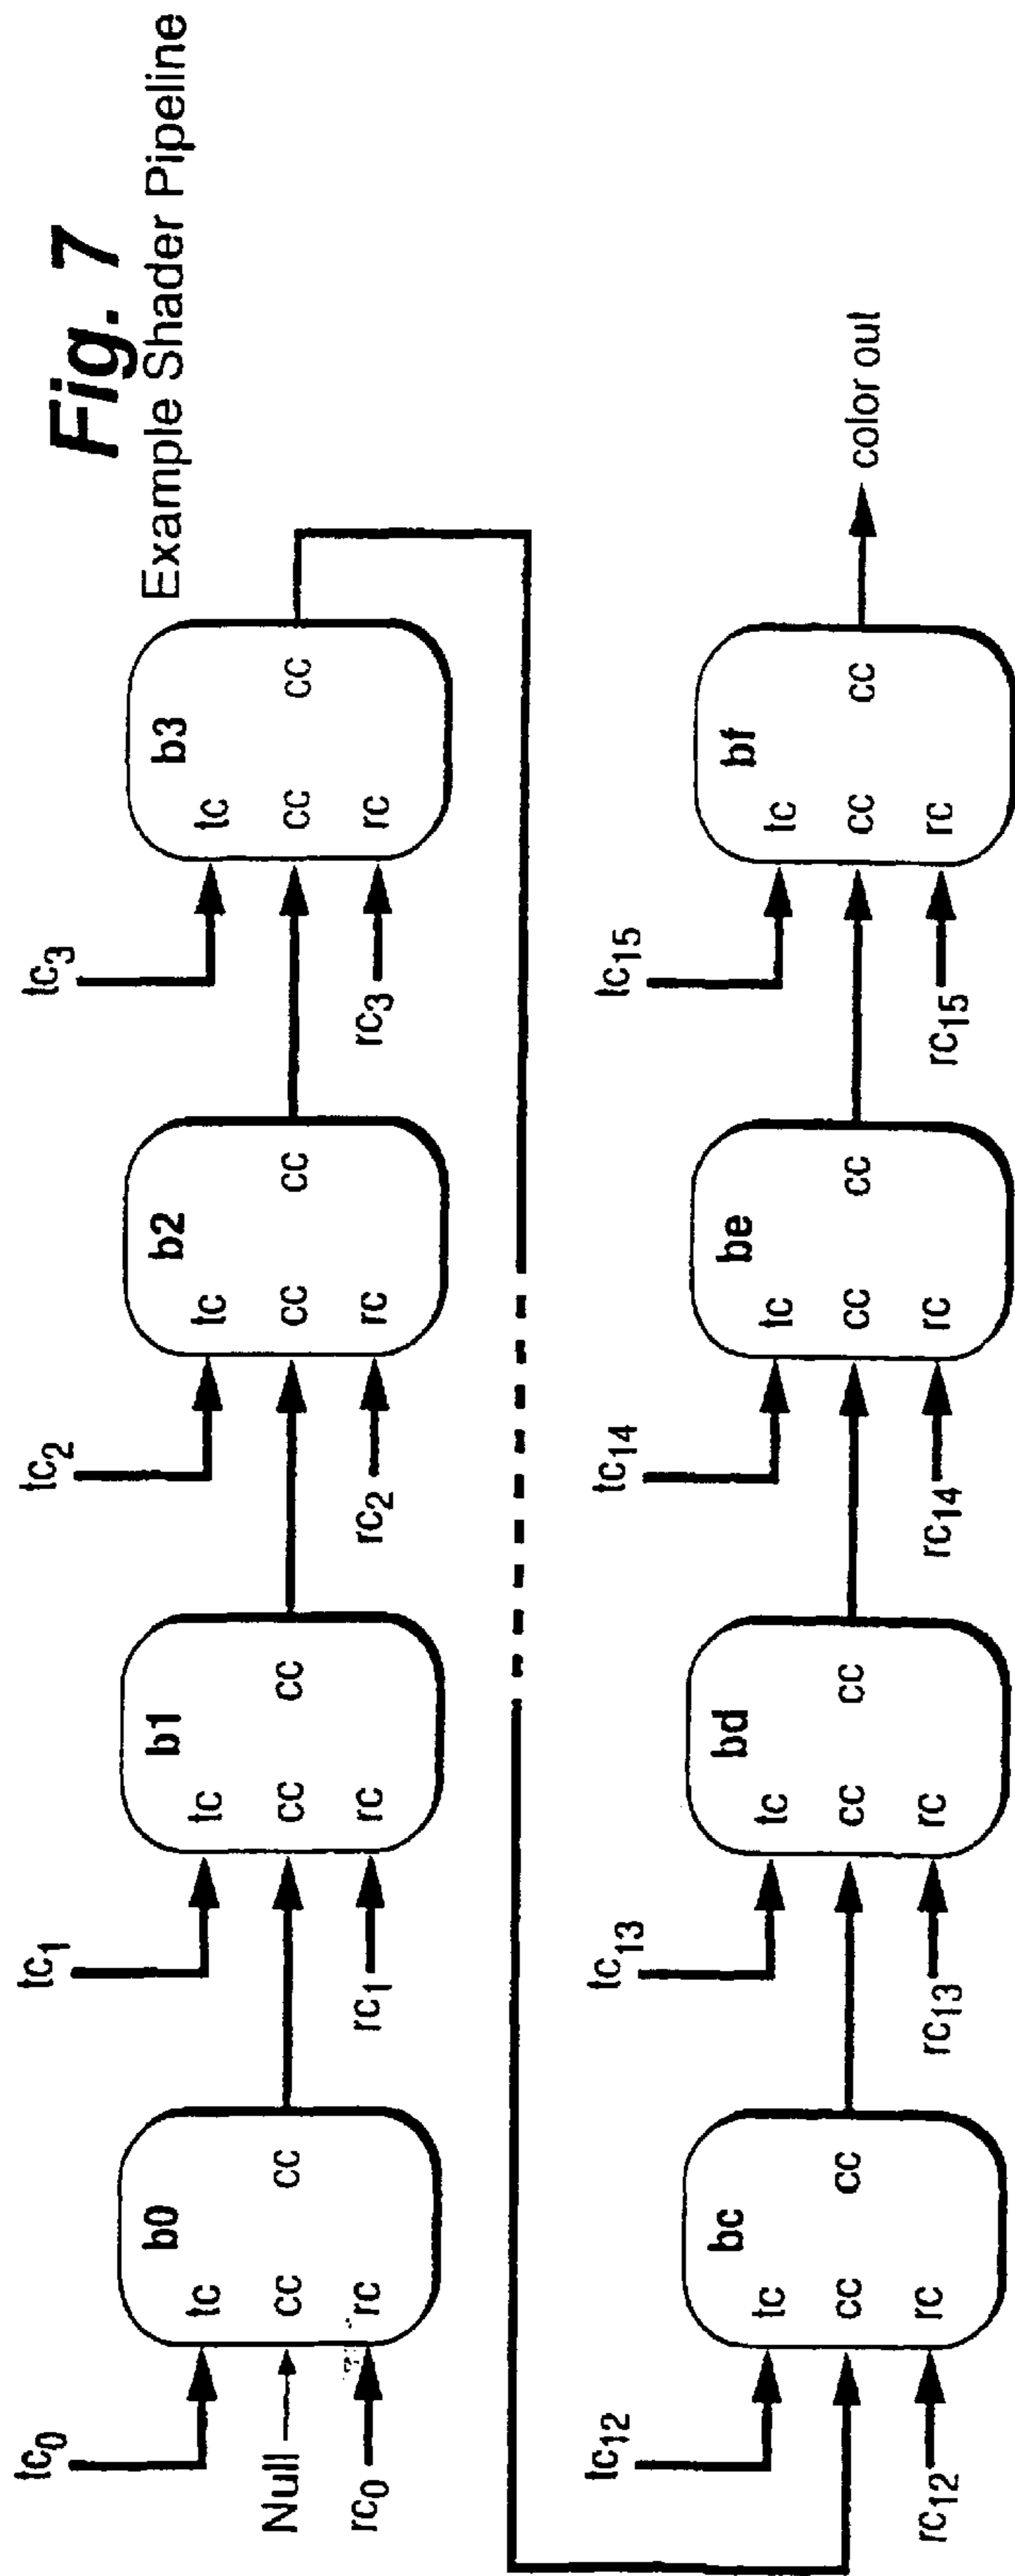 Fig. 7
Example Shader Pipeline
tc0
tc1
tc2
tc3
b0
b1
b2
b3
tc
tc
tc
tc
Null
cc
cc
cc
cc
cc
cc
cc
cc
rc0
rc
rc1
rc
rc2
rc
rc3
rc
tc12
tc13
tc14
tc15
bc
bd
be
bf
tc
tc
tc
tc
cc
cc
cc
cc
cc
cc
cc
cc
color out
rc12
rc
rc13
rc
rc14
rc
rc15
rc